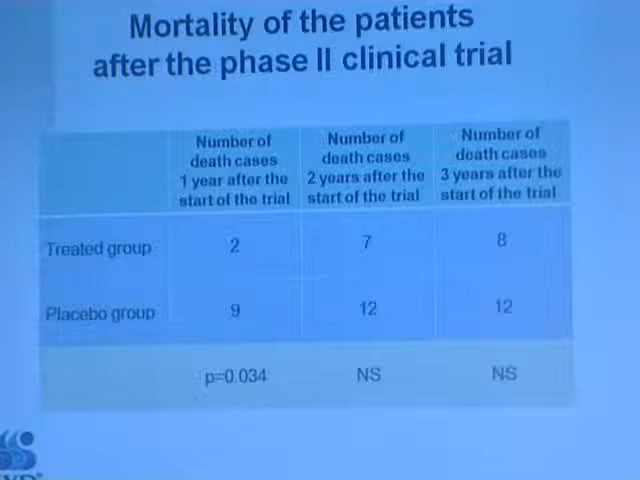 Mortality of the patients
after the phase II clinical trial
Number of death cases 1 year after the start of the trial
Number of death cases 2 years after the start of the trial
Number of death cases 3 years after the start of the trial
Treated group 2 7 8
Placebo group 9 12 12
p=0.034 NS NS